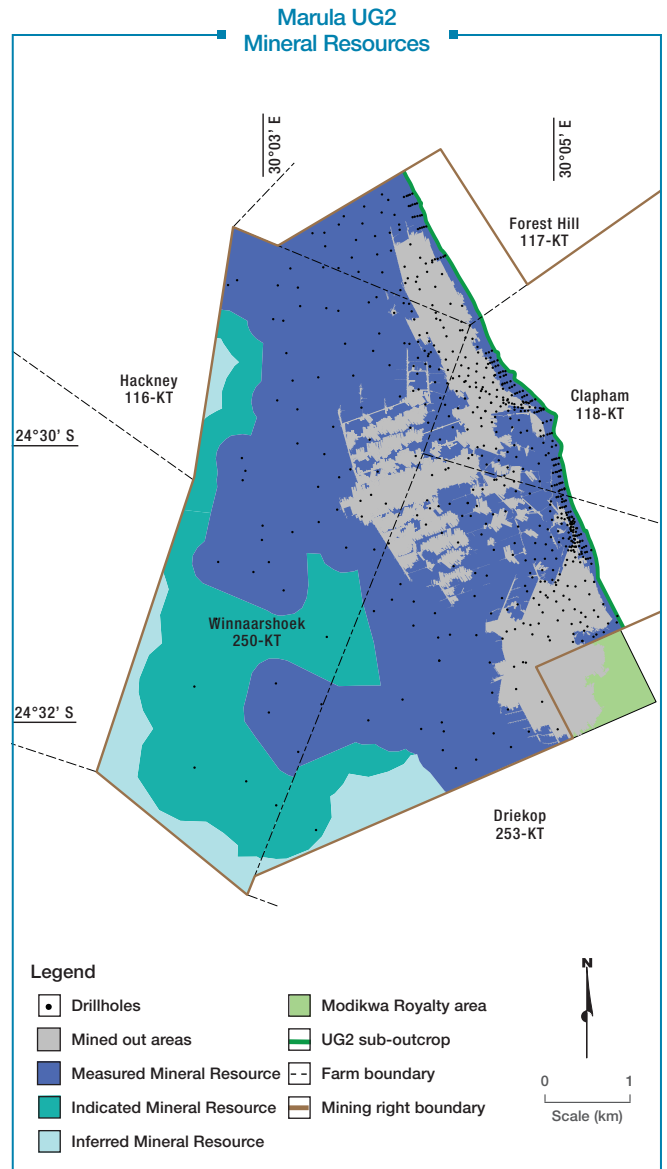 Marula UG2
Mineral Resources
30°03' E
30°05' E
Forest Hill
117-KT
Hackney
116-KT
Clapham
118-KT
24°30' S
Winnaarshoek
250-KT
24°32' S
Driekop
253-KT
Legend
Drillholes
Mined out areas
Measured Mineral Resource
Indicated Mineral Resource
Inferred Mineral Resource
Modikwa Royalty area
UG2 sub-outcrop
Farm boundary
Mining right boundary
N
0 1
Scale (km)